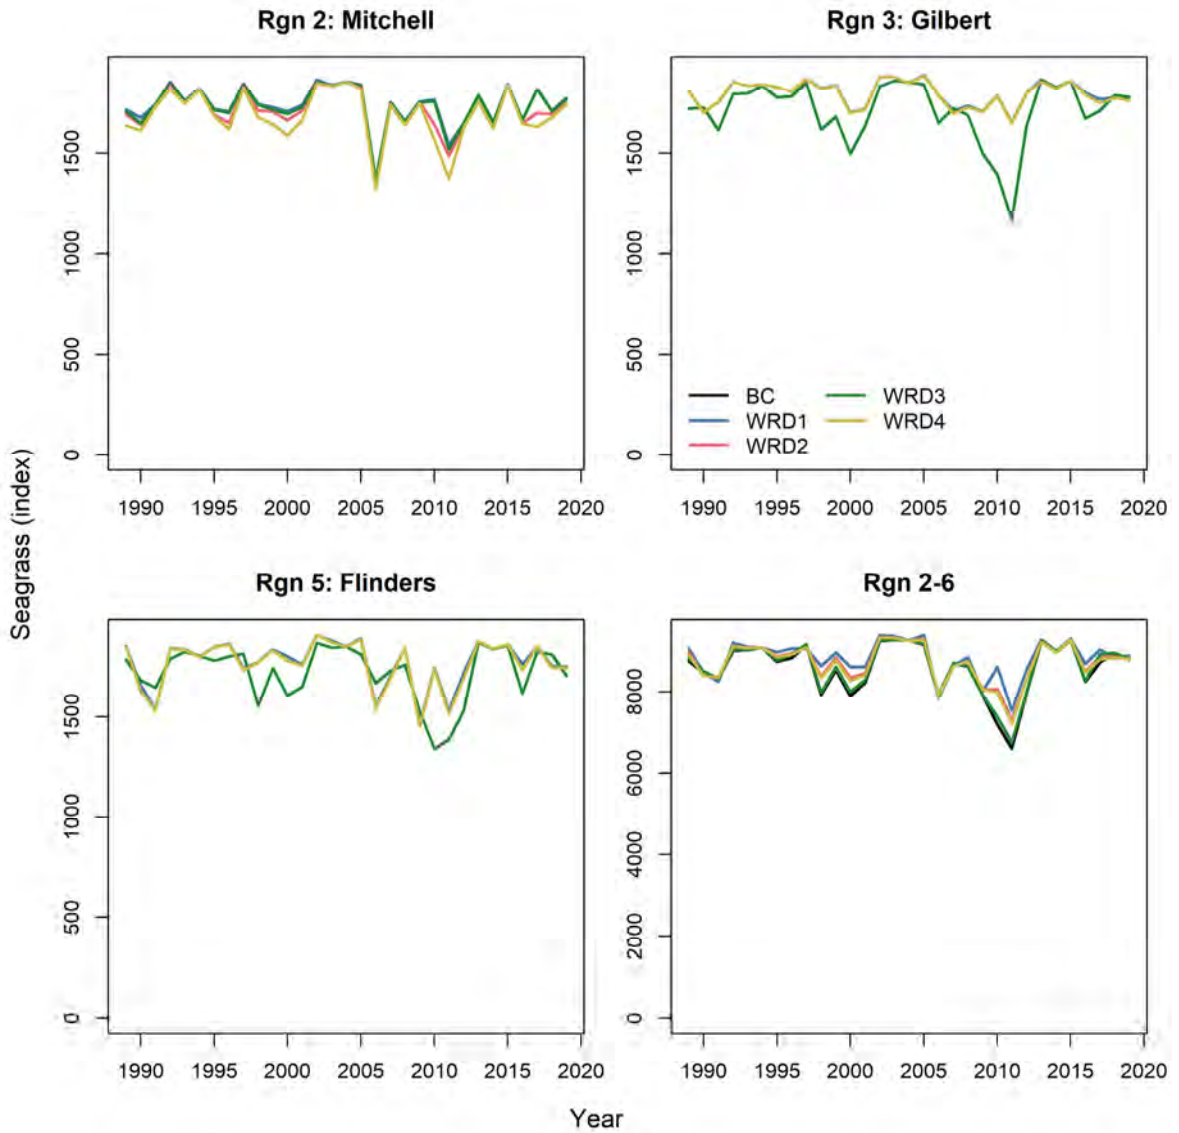 Rgn 2: Mitchell
Rgn 3: Gilbert
1500
1000
500
0
1990 1995 2000 2005 2010 2015 2020
1500
1000
500
0
BC
WRD1
WRD2
WRD3
WRD4
1990 1995 2000 2005 2010 2015 2020
Seagrass (index)
Rgn 5: Flinders
Rgn 2-6
1500
1000
500
0
1990 1995 2000 2005 2010 2015 2020
8000
6000
4000
2000
0
1990 1995 2000 2005 2010 2015 2020
Year